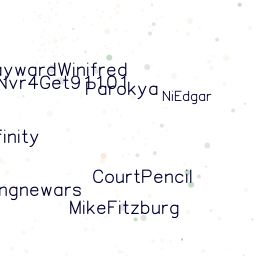 aywardWinifred
Nvr4Get91101
Parokya
NiEdgar
finity
CourtPencil
ngnewars
MikeFitzburg